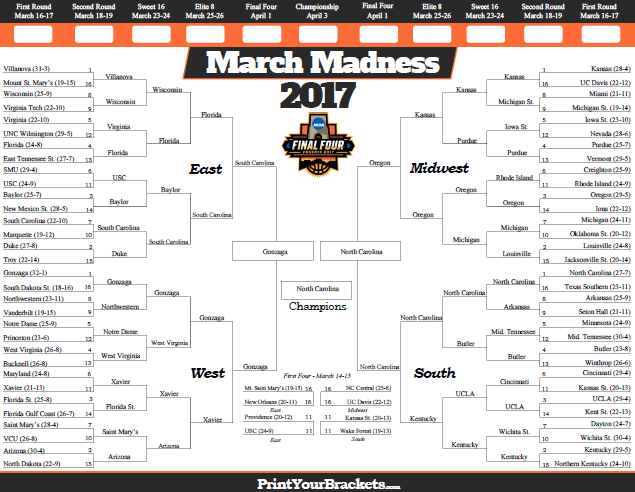 First Round
March 16-17
Second Round
March 18-19
Sweet 16
March 23-24
Elite 8
March 25-26
Final Four
April 1
Championship
April 3
Final Four
April 1
Elite 8
March 25-26
Sweet 16
March 23-24
Second Round
March 18-19
First Round
March 16-17
March Madness
2017
NCAA
FINAL FOUR
PHOENIX 2017
East
Villanova (31-3) 1
Mount St. Mary's (19-15) 16
Wisconsin (25-9) 8
Virginia Tech (22-10) 9
Virginia (22-10) 5
UNC Wilmington (29-5) 12
Florida (24-8) 4
East Tennessee St. (27-7) 13
SMU (29-4) 6
USC (24-9) 11
Baylor (25-7) 3
New Mexico St. (28-5) 14
South Carolina (22-10) 7
Marquette (19-12) 10
Duke (27-8) 2
Troy (22-14) 15
Villanova
Wisconsin
Virginia
Florida
USC
Baylor
South Carolina
Duke
Wisconsin
Florida
Baylor
South Carolina
Florida
South Carolina
South Carolina
West
Gonzaga (32-1) 1
South Dakota St. (18-16) 16
Northwestern (23-11) 8
Vanderbilt (19-15) 9
Notre Dame (25-9) 5
Princeton (23-6) 12
West Virginia (26-8) 4
Bucknell (26-8) 13
Maryland (24-8) 6
Xavier (21-13) 11
Florida St. (25-8) 3
Florida Gulf Coast (26-7) 14
Saint Mary's (28-4) 7
VCU (26-8) 10
Arizona (30-4) 2
North Dakota (22-9) 15
Gonzaga
Northwestern
Notre Dame
West Virginia
Xavier
Florida St.
Saint Mary's
Arizona
Gonzaga
West Virginia
Xavier
Arizona
Gonzaga
Xavier
Gonzaga
Gonzaga
North Carolina
North Carolina
Champions
Midwest
Oregon
Kansas
Oregon
Kansas
Purdue
Oregon
Michigan
Kansas
Michigan St.
Iowa St.
Purdue
Rhode Island
Oregon
Michigan
Louisville
1 Kansas (28-4)
16 UC Davis (22-12)
8 Miami (21-11)
9 Michigan St. (19-14)
5 Iowa St. (23-10)
12 Nevada (28-6)
4 Purdue (25-7)
13 Vermont (29-5)
6 Creighton (25-9)
11 Rhode Island (24-9)
3 Oregon (29-5)
14 Iona (22-12)
7 Michigan (24-11)
10 Oklahoma St. (20-12)
2 Louisville (24-8)
15 Jacksonville St. (20-14)
South
North Carolina
North Carolina
Kentucky
North Carolina
Butler
UCLA
Kentucky
North Carolina
Arkansas
Mid. Tennessee
Butler
Cincinnati
UCLA
Wichita St.
Kentucky
1 North Carolina (27-7)
16 Texas Southern (23-11)
8 Arkansas (25-9)
9 Seton Hall (21-11)
5 Minnesota (24-9)
12 Mid. Tennessee (30-4)
4 Butler (23-8)
13 Winthrop (26-6)
6 Cincinnati (29-4)
11 Kansas St. (20-13)
3 UCLA (29-4)
14 Kent St. (22-13)
7 Dayton (24-7)
10 Wichita St. (30-4)
2 Kentucky (29-5)
15 Northern Kentucky (24-10)
First Four - March 14-15
Mt. Saint Mary's (19-15) 16
New Orleans (20-11) 16
East
Providence (20-12) 11
USC (24-9) 11
East
16 NC Central (25-8)
16 UC Davis (22-12)
Midwest
11 Kansas St. (20-13)
11 Wake Forest (19-13)
South
PrintYourBrackets.com